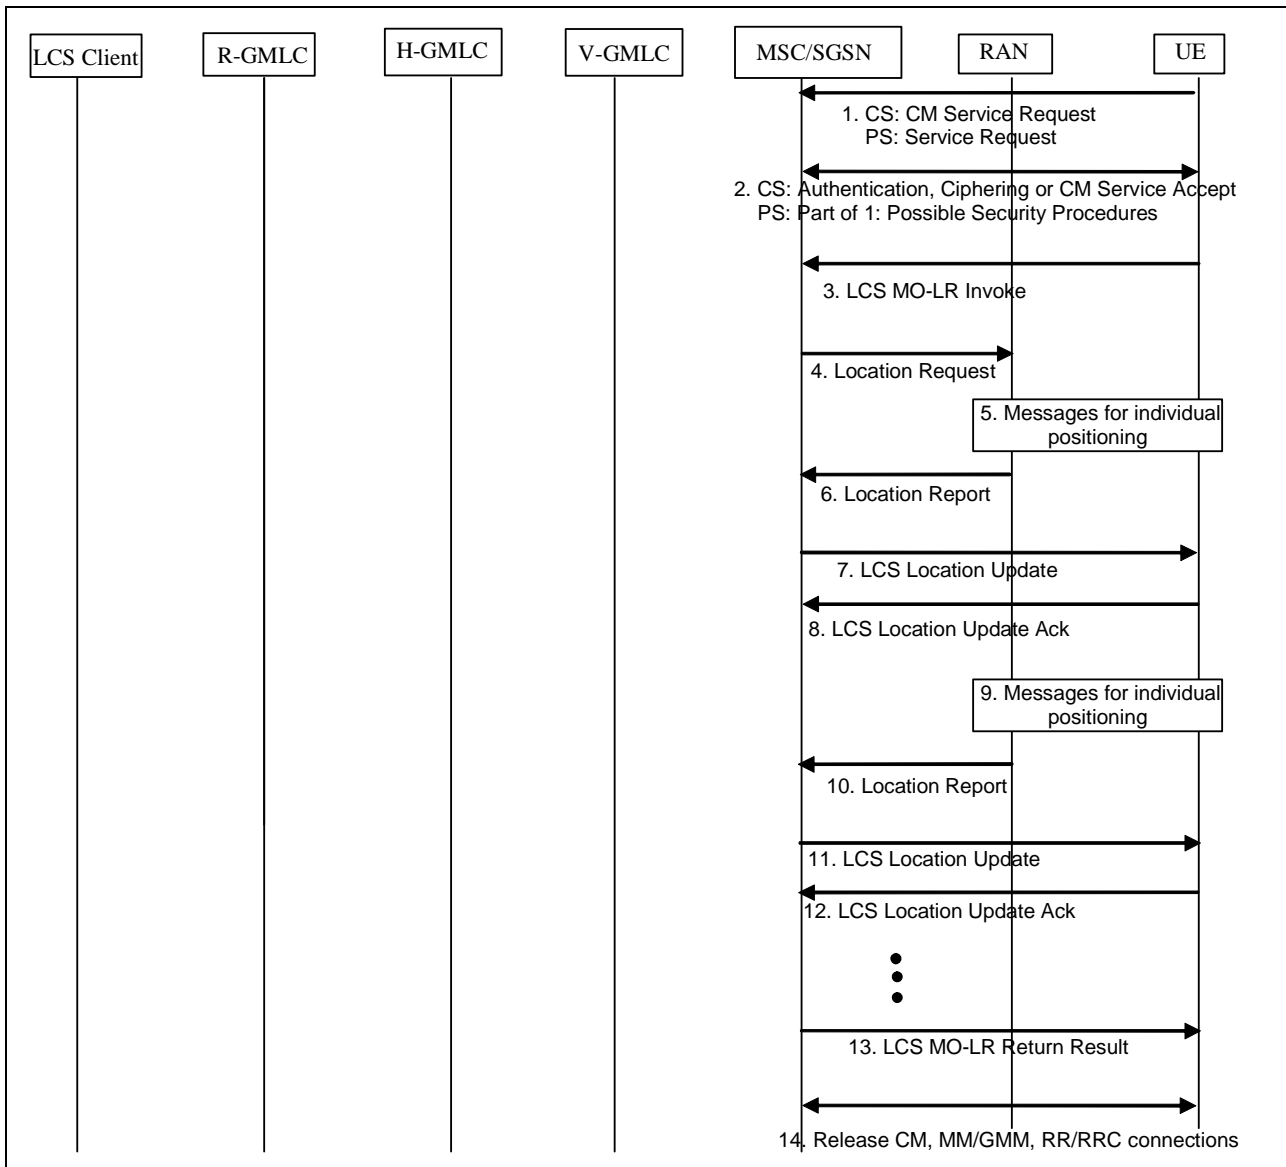 LCS Client
R-GMLC
H-GMLC
V-GMLC
MSC/SGSN
RAN
UE
1. CS: CM Service Request
PS: Service Request
2. CS: Authentication, Ciphering or CM Service Accept
PS: Part of 1: Possible Security Procedures
3. LCS MO-LR Invoke
4. Location Request
5. Messages for individual
positioning
6. Location Report
7. LCS Location Update
8. LCS Location Update Ack
9. Messages for individual
positioning
10. Location Report
11. LCS Location Update
12. LCS Location Update Ack
13. LCS MO-LR Return Result
14. Release CM, MM/GMM, RR/RRC connections